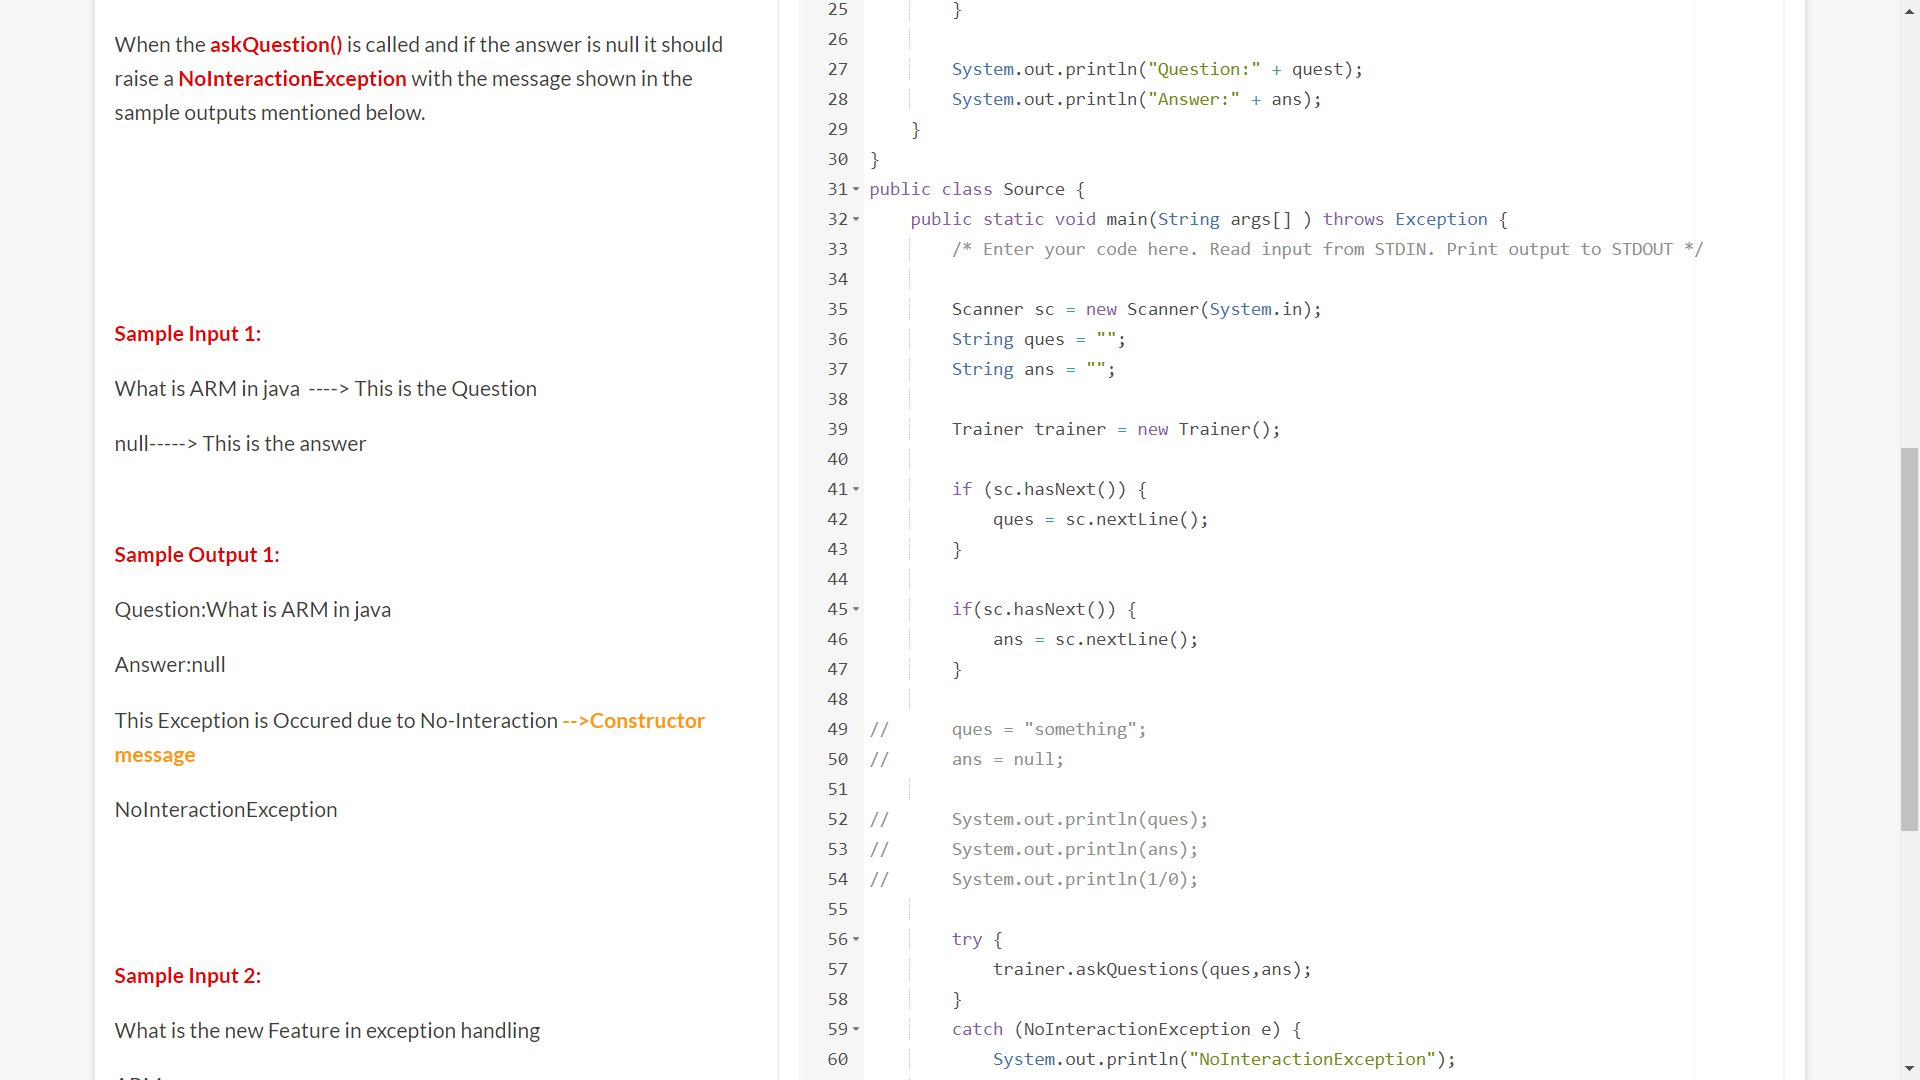 When the askQuestion() is called and if the answer is null it should
raise a NoInteractionException with the message shown in the
sample outputs mentioned below.
Sample Input 1:
What is ARM in java ----> This is the Question
null-----> This is the answer
Sample Output 1:
Question:What is ARM in java
Answer:null
This Exception is Occured due to No-Interaction -->Constructor
message
NoInteractionException
Sample Input 2:
What is the new Feature in exception handling
25 }
26
27 System.out.println("Question:" + quest);
28 System.out.println("Answer:" + ans);
29 }
30 }
31 public class Source {
32 public static void main(String args[] ) throws Exception {
33 /* Enter your code here. Read input from STDIN. Print output to STDOUT */
34
35 Scanner sc = new Scanner(System.in);
36 String ques = "";
37 String ans = "";
38
39 Trainer trainer = new Trainer();
40
41 if (sc.hasNext()) {
42 ques = sc.nextLine();
43 }
44
45 if(sc.hasNext()) {
46 ans = sc.nextLine();
47 }
48
49 // ques = "something";
50 // ans = null;
51
52 // System.out.println(ques);
53 // System.out.println(ans);
54 // System.out.println(1/0);
55
56 try {
57 trainer.askQuestions(ques,ans);
58 }
59 catch (NoInteractionException e) {
60 System.out.println("NoInteractionException");